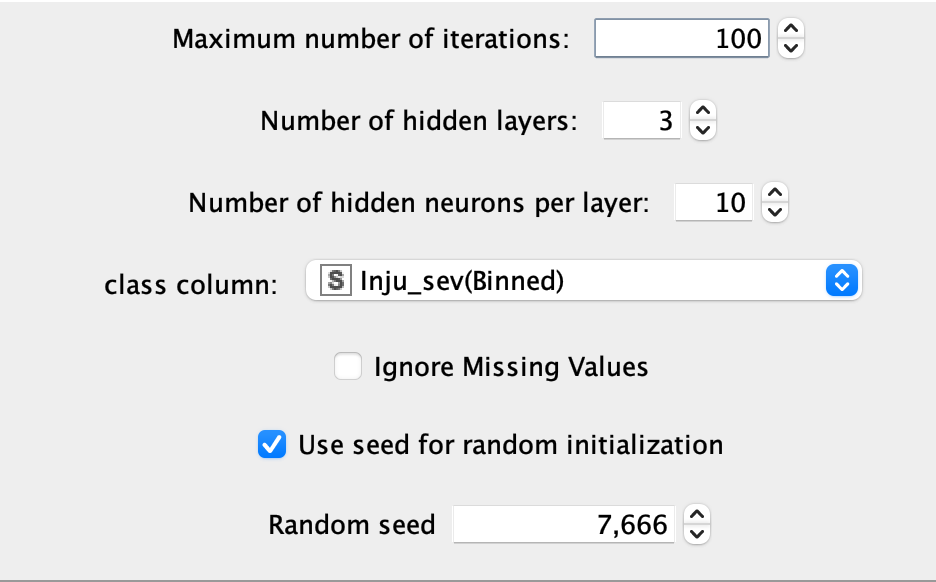 Maximum number of iterations: 100
Number of hidden layers: 3
Number of hidden neurons per layer: 10
class column: S Inju_sev(Binned)
Ignore Missing Values
Use seed for random initialization
Random seed 7,666